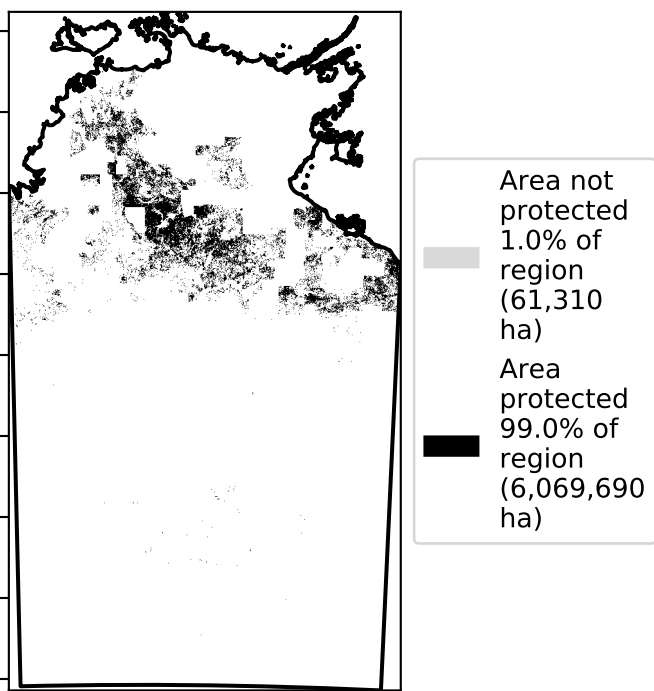 Area not
protected
1.0% of
region
(61,310
ha)
Area
protected
99.0% of
region
(6,069,690
ha)